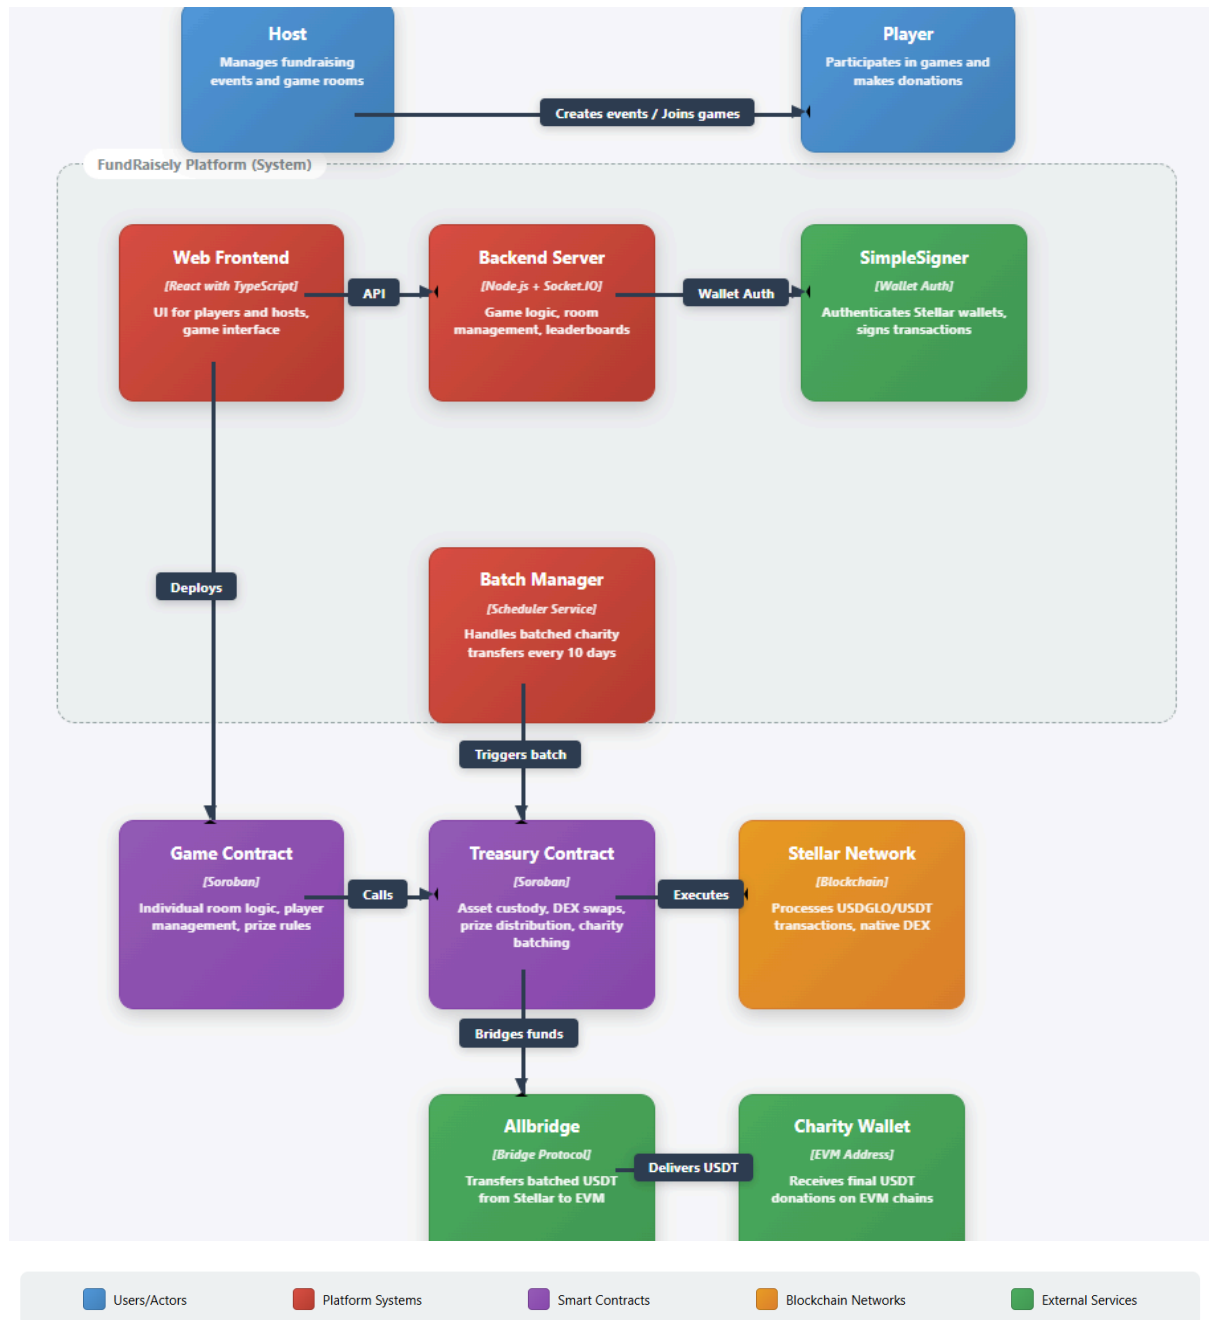 Host
Manages fundraising
events and game rooms
Player
Participates in games and
makes donations
Creates events / Joins games
FundRaisely Platform (System)
Web Frontend
[React with TypeScript]
UI for players and hosts,
game interface
API
Backend Server
[Node.js + Socket.IO]
Game logic, room
management, leaderboards
Wallet Auth
SimpleSigner
[Wallet Auth]
Authenticates Stellar wallets,
signs transactions
Deploys
Batch Manager
[Scheduler Service]
Handles batched charity
transfers every 10 days
Triggers batch
Game Contract
[Soroban]
Individual room logic, player
management, prize rules
Calls
Treasury Contract
[Soroban]
Asset custody, DEX swaps,
prize distribution, charity
batching
Executes
Stellar Network
[Blockchain]
Processes USDGLO/USDT
transactions, native DEX
Bridges funds
Allbridge
[Bridge Protocol]
Transfers batched USDT
from Stellar to EVM
Delivers USDT
Charity Wallet
[EVM Address]
Receives final USDT
donations on EVM chains
Users/Actors
Platform Systems
Smart Contracts
Blockchain Networks
External Services